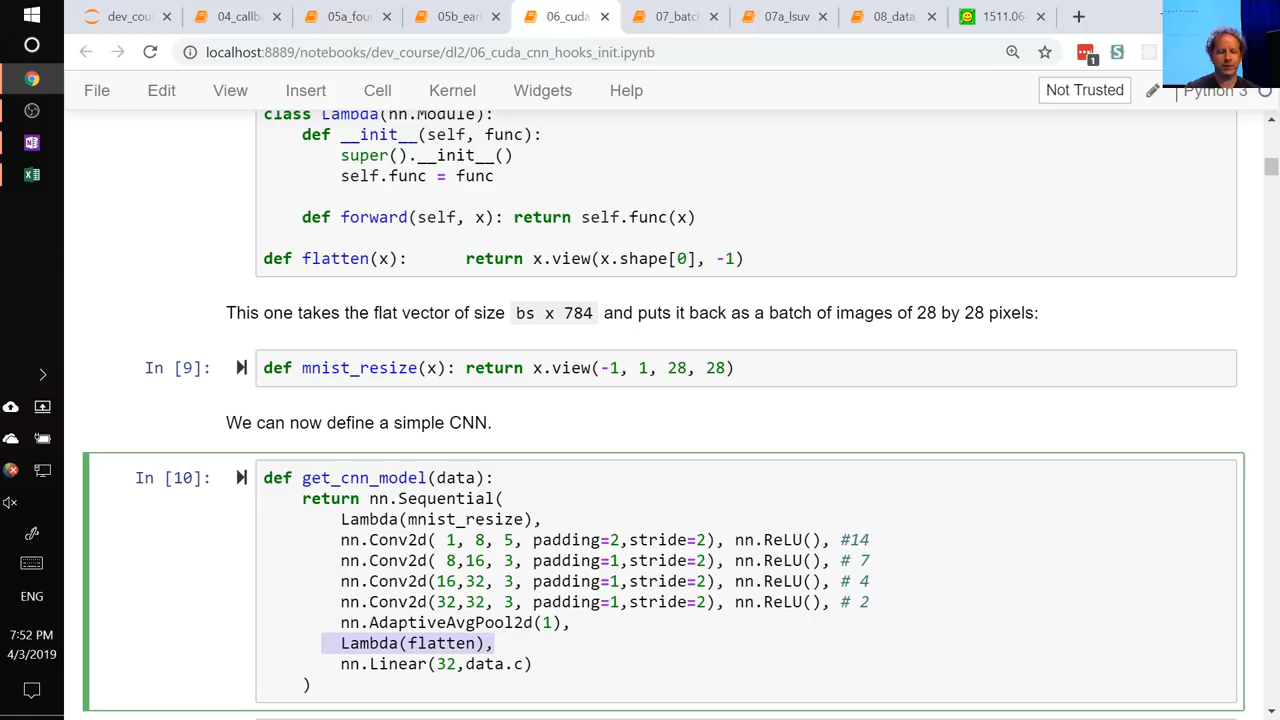 dev_cou
04_callb
05a_fou
05b_earl
06_cuda
07_batc
07a_lsuv
08_data
1511.06
localhost:8889/notebooks/dev_course/dl2/06_cuda_cnn_hooks_init.ipynb
1
File Edit View Insert Cell Kernel Widgets Help
Not Trusted
Python 3
class Lambda(nn.Module):
def __init__(self, func):
super().__init__()
self.func = func
def forward(self, x): return self.func(x)
def flatten(x): return x.view(x.shape[0], -1)
This one takes the flat vector of size bs x 784 and puts it back as a batch of images of 28 by 28 pixels:
In [9]: def mnist_resize(x): return x.view(-1, 1, 28, 28)
We can now define a simple CNN.
In [10]: def get_cnn_model(data):
return nn.Sequential(
Lambda(mnist_resize),
nn.Conv2d( 1, 8, 5, padding=2,stride=2), nn.ReLU(), #14
nn.Conv2d( 8,16, 3, padding=1,stride=2), nn.ReLU(), # 7
nn.Conv2d(16,32, 3, padding=1,stride=2), nn.ReLU(), # 4
nn.Conv2d(32,32, 3, padding=1,stride=2), nn.ReLU(), # 2
nn.AdaptiveAvgPool2d(1),
Lambda(flatten),
nn.Linear(32,data.c)
)
ENG
7:52 PM
4/3/2019